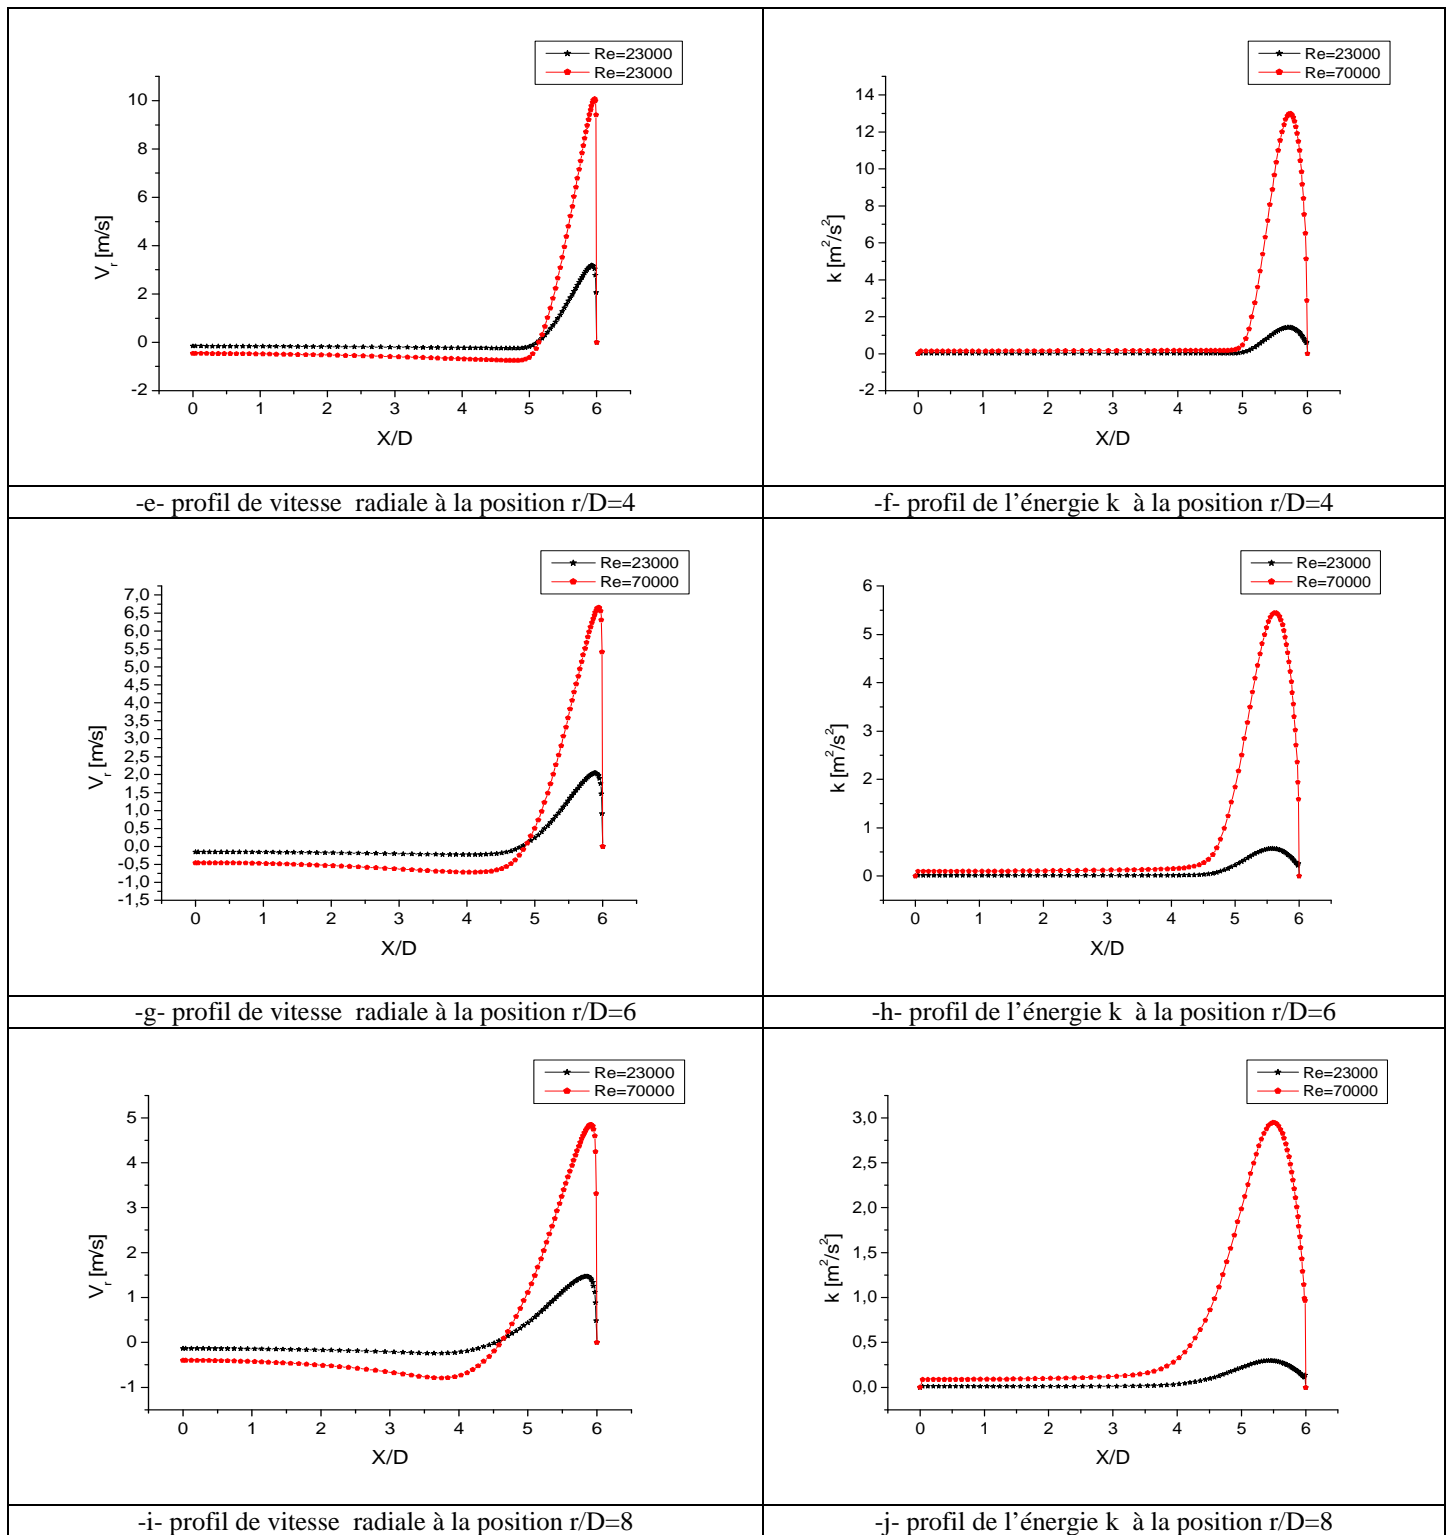 Re=23000
Re=23000
10
8
6
4
2
0
-2
V_r [m/s]
0 1 2 3 4 5 6
X/D
Re=23000
Re=70000
14
12
10
8
6
4
2
0
-2
k [m²/s²]
0 1 2 3 4 5 6
X/D
-e- profil de vitesse radiale à la position r/D=4
-f- profil de l’énergie k à la position r/D=4
Re=23000
Re=70000
7,0
6,5
6,0
5,5
5,0
4,5
4,0
3,5
3,0
2,5
2,0
1,5
1,0
0,5
0,0
-0,5
-1,0
-1,5
V_r [m/s]
0 1 2 3 4 5 6
X/D
Re=23000
Re=70000
6
5
4
3
2
1
0
k [m²/s²]
0 1 2 3 4 5 6
X/D
-g- profil de vitesse radiale à la position r/D=6
-h- profil de l’énergie k à la position r/D=6
Re=23000
Re=70000
5
4
3
2
1
0
-1
V_r [m/s]
0 1 2 3 4 5 6
X/D
Re=23000
Re=70000
3,0
2,5
2,0
1,5
1,0
0,5
0,0
k [m²/s²]
0 1 2 3 4 5 6
X/D
-i- profil de vitesse radiale à la position r/D=8
-j- profil de l’énergie k à la position r/D=8